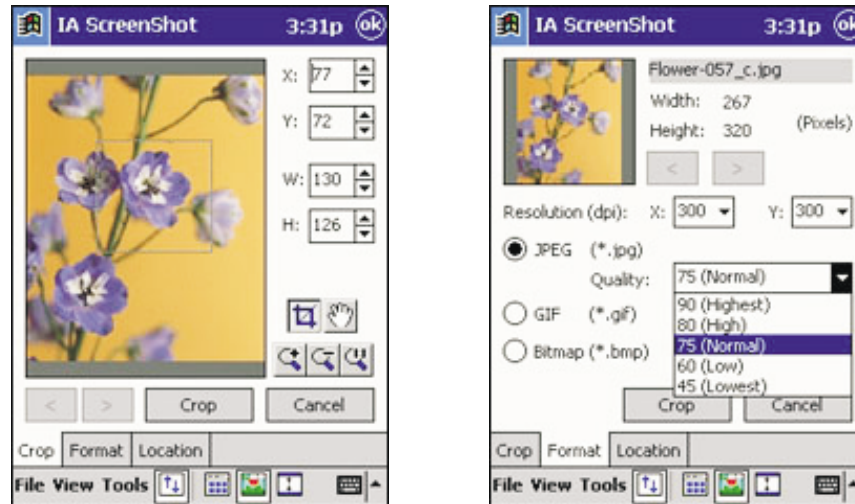 IA ScreenShot 3:31p ok
X: 77
Y: 72
W: 130
H: 126
< > Crop Cancel
Crop Format Location
File View Tools
IA ScreenShot 3:31p ok
Flower-057_c.jpg
Width: 267
Height: 320 (Pixels)
< >
Resolution (dpi): X: 300 Y: 300
JPEG (*.jpg)
Quality: 75 (Normal)
90 (Highest)
80 (High)
GIF (*.gif)
75 (Normal)
Bitmap (*.bmp)
60 (Low)
45 (Lowest)
Crop Cancel
Crop Format Location
File View Tools